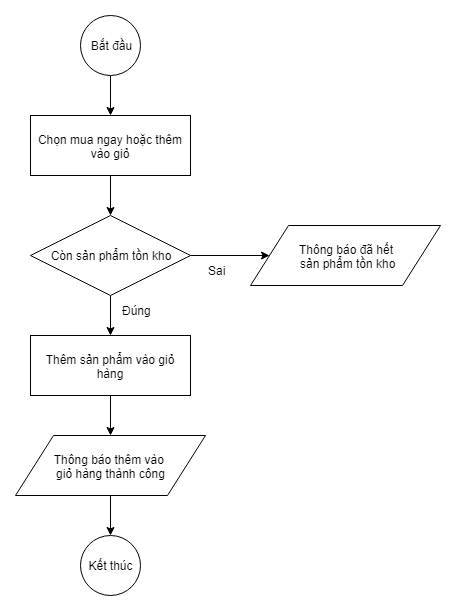 Bắt đầu
Chọn mua ngay hoặc thêm
vào giỏ
Còn sản phẩm tồn kho
Sai
Thông báo đã hết
sản phẩm tồn kho
Đúng
Thêm sản phẩm vào giỏ
hàng
Thông báo thêm vào
giỏ hàng thành công
Kết thúc